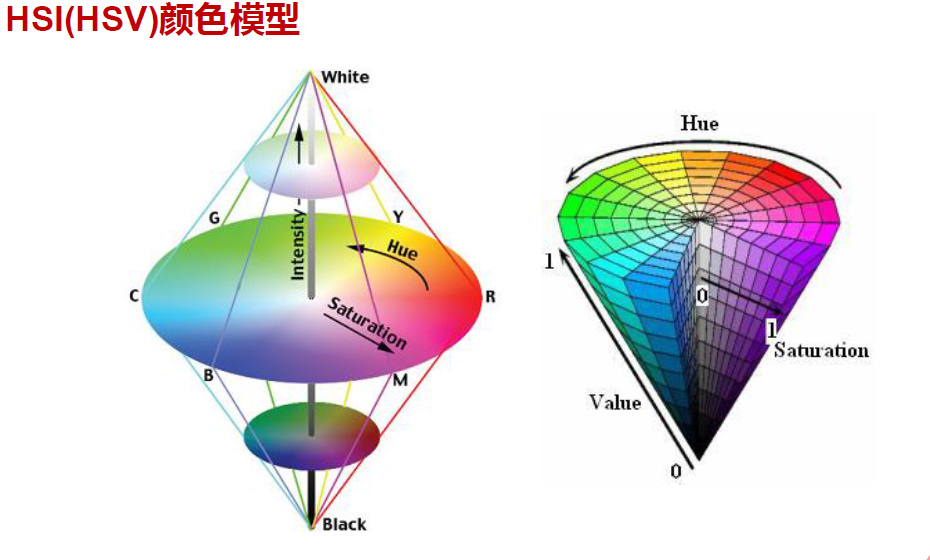 HSI(HSV)颜色模型
White
G
Intensity
Y
Hue
C
R
Saturation
B
M
Black
Hue
1
0
1
Saturation
Value
0